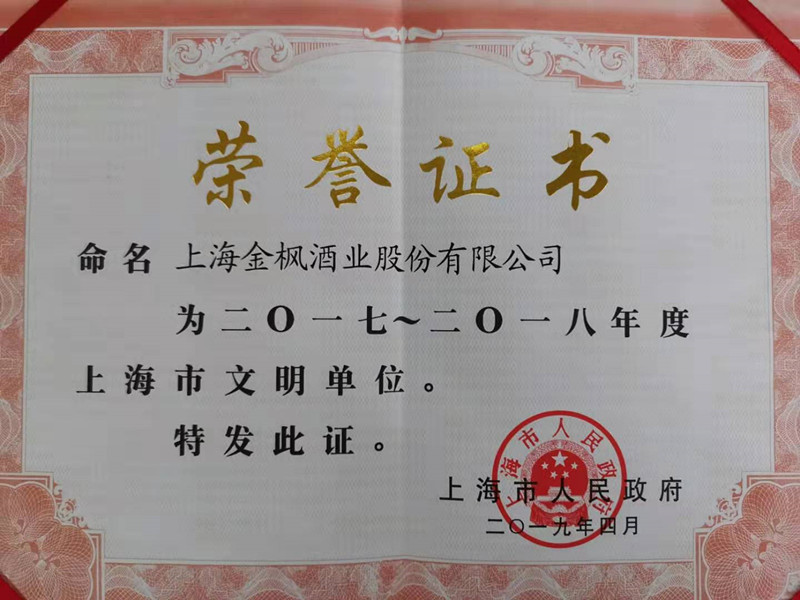 荣誉证书
命名 上海金枫酒业股份有限公司
为二〇一七~二〇一八年度
上海市文明单位。
特发此证。
上海市人民政府
上海市人民政府
二〇一九年四月